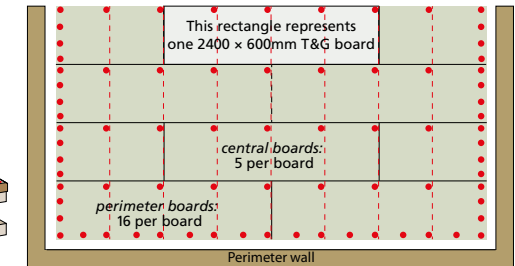 This rectangle represents
one 2400 × 600mm T&G board
central boards:
5 per board
perimeter boards:
16 per board
Perimeter wall